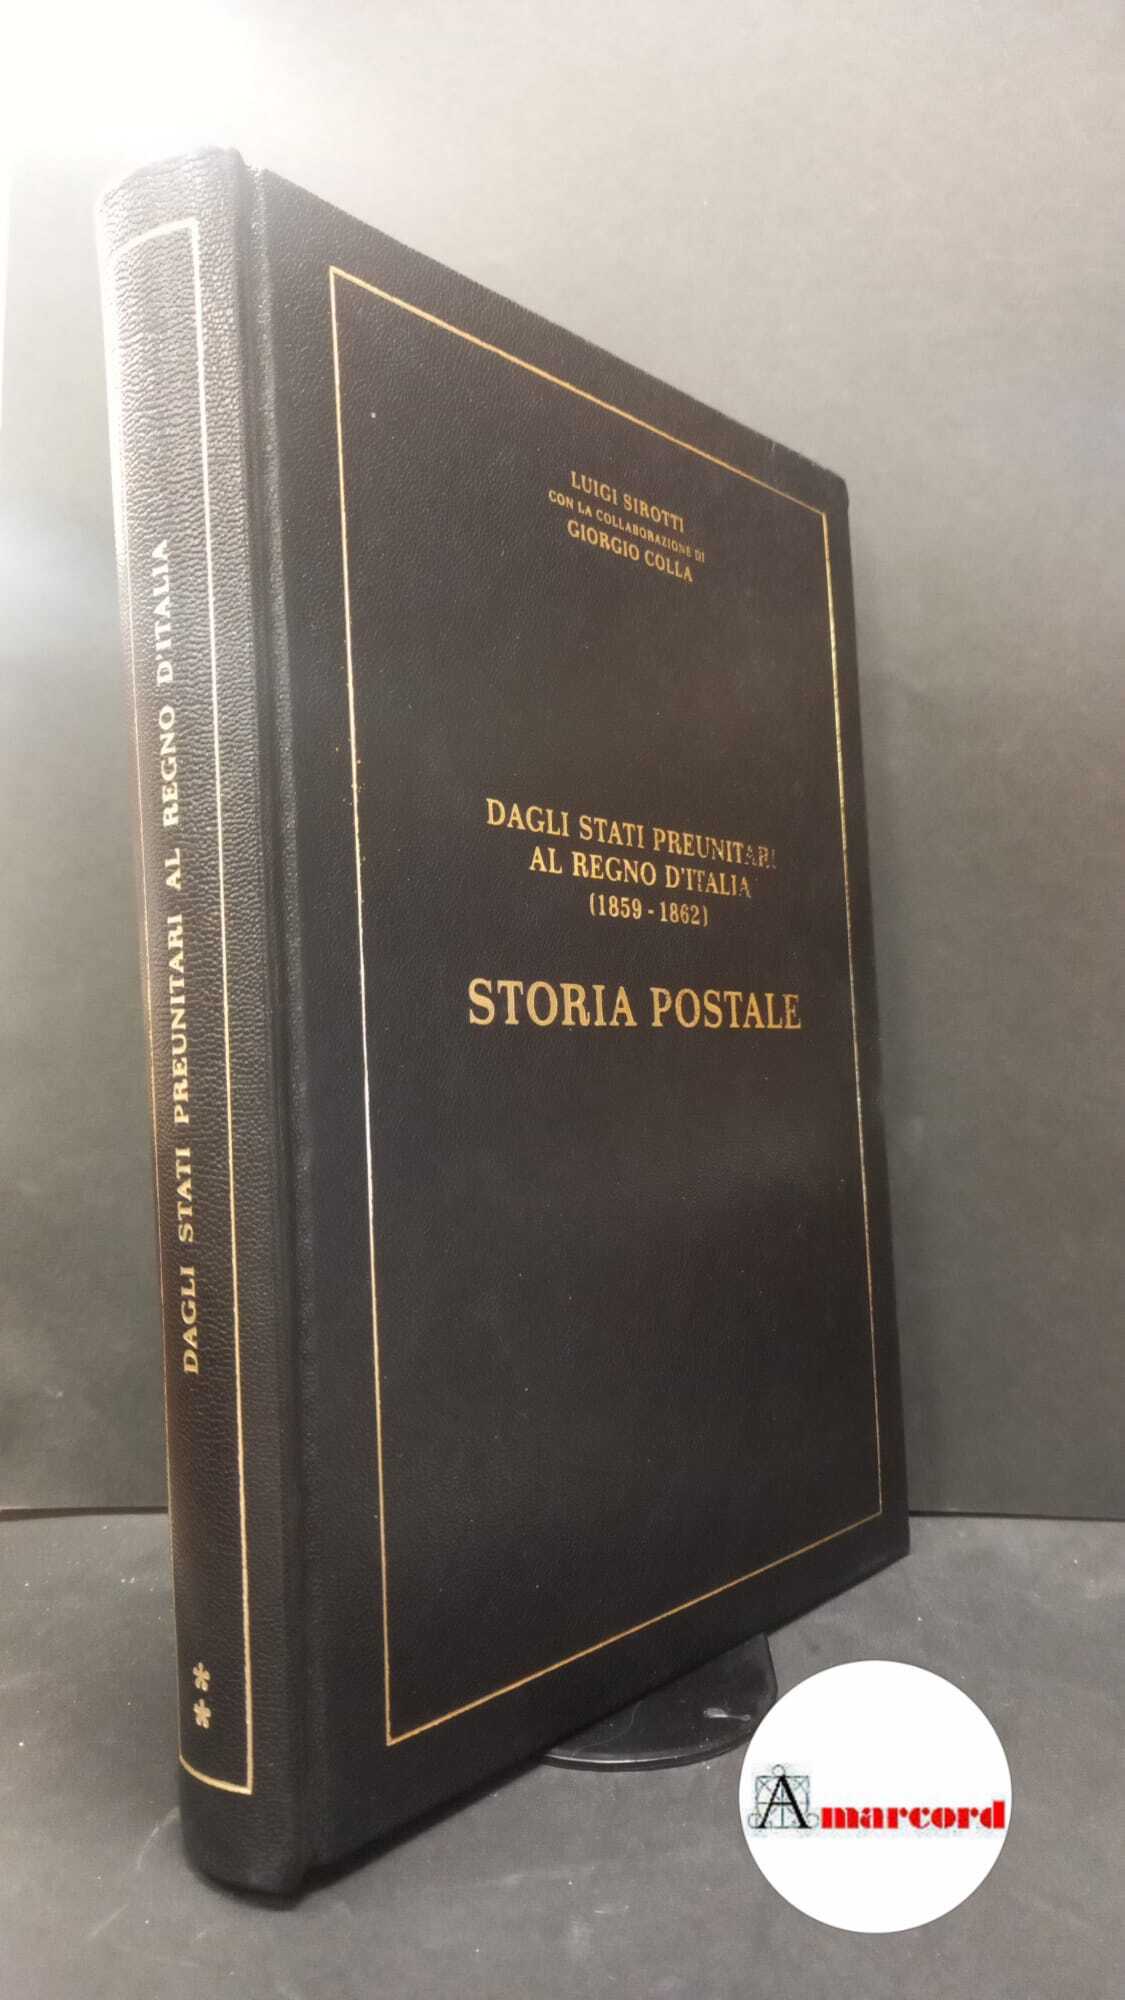 DAGLI STATI PREUNITARI AL REGNO D'ITALIA
**
LUIGI SIROTTI
CON LA COLLABORAZIONE DI
GIORGIO COLLA
DAGLI STATI PREUNITARI
AL REGNO D'ITALIA
(1859-1862)
STORIA POSTALE
Amarcord